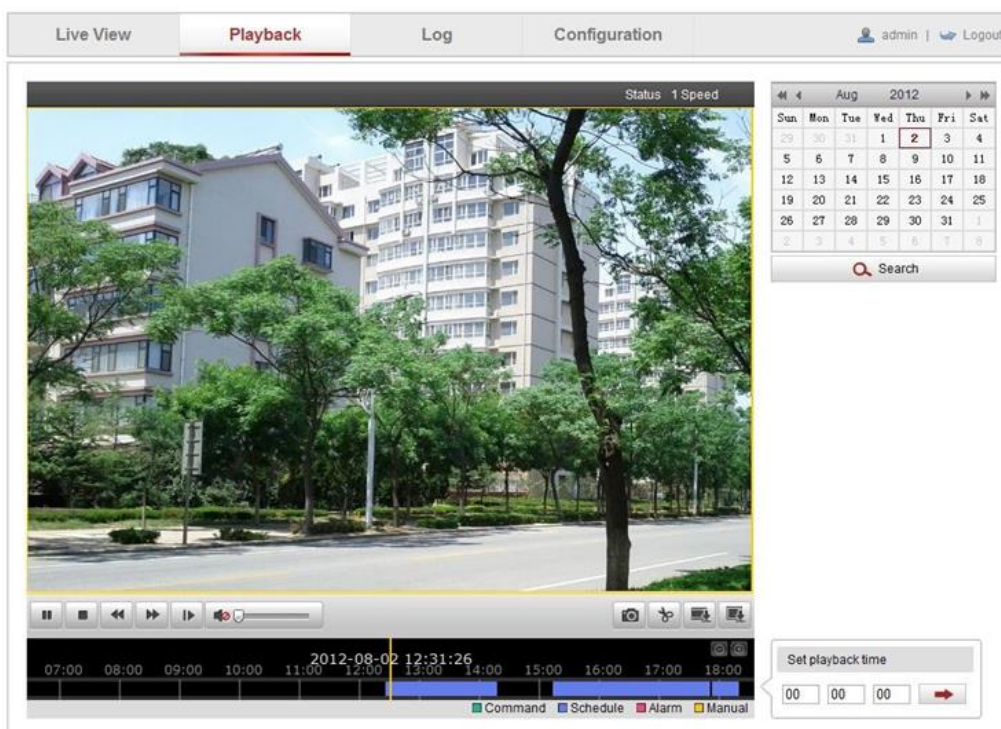 Live View Playback Log Configuration admin | Logout
Status 1 Speed
Aug 2012
Sun Mon Tue Wed Thu Fri Sat
29 30 31 1 2 3 4
5 6 7 8 9 10 11
12 13 14 15 16 17 18
19 20 21 22 23 24 25
26 27 28 29 30 31 1
2 3 4 5 6 7 8
Search
2012-08-02 12:31:26
07:00 08:00 09:00 10:00 11:00 12:00 13:00 14:00 15:00 16:00 17:00 18:00
Command Schedule Alarm Manual
Set playback time
00 00 00